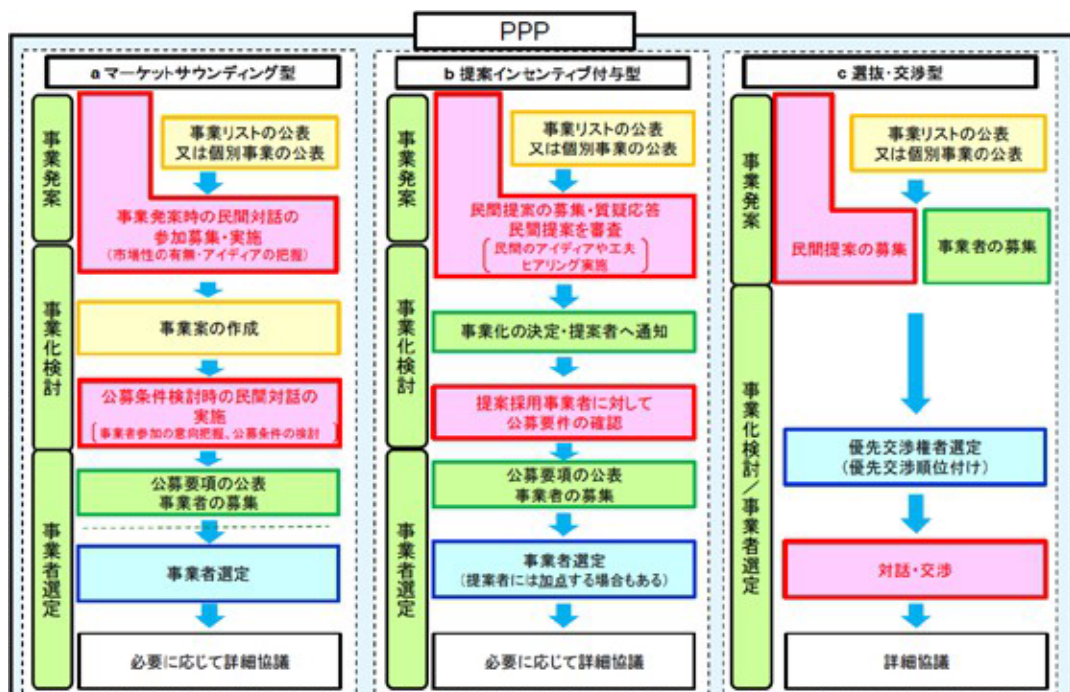 PPP
a マーケットサウンディング型
事業発案
事業リストの公表
又は個別事業の公表
事業発案時の民間対話の
参加募集・実施
(市場性の有無・アイディアの把握)
事業化検討
事業案の作成
公募条件検討時の民間対話の
実施
事業者参加の意向把握、公募条件の検討
事業者選定
公募要項の公表
事業者の募集
事業者選定
必要に応じて詳細協議
b 提案インセンティブ付与型
事業発案
事業リストの公表
又は個別事業の公表
民間提案の募集・質疑応答
民間提案を審査
民間のアイディアや工夫
ヒアリング実施
事業化検討
事業化の決定・提案者へ通知
提案採用事業者に対して
公募要件の確認
事業者選定
公募要項の公表
事業者の募集
事業者選定
(提案者には加点する場合もある)
必要に応じて詳細協議
c 選抜・交渉型
事業発案
事業リストの公表
又は個別事業の公表
民間提案の募集
事業者の募集
事業化検討/事業者選定
優先交渉権者選定
(優先交渉順位付け)
対話・交渉
詳細協議